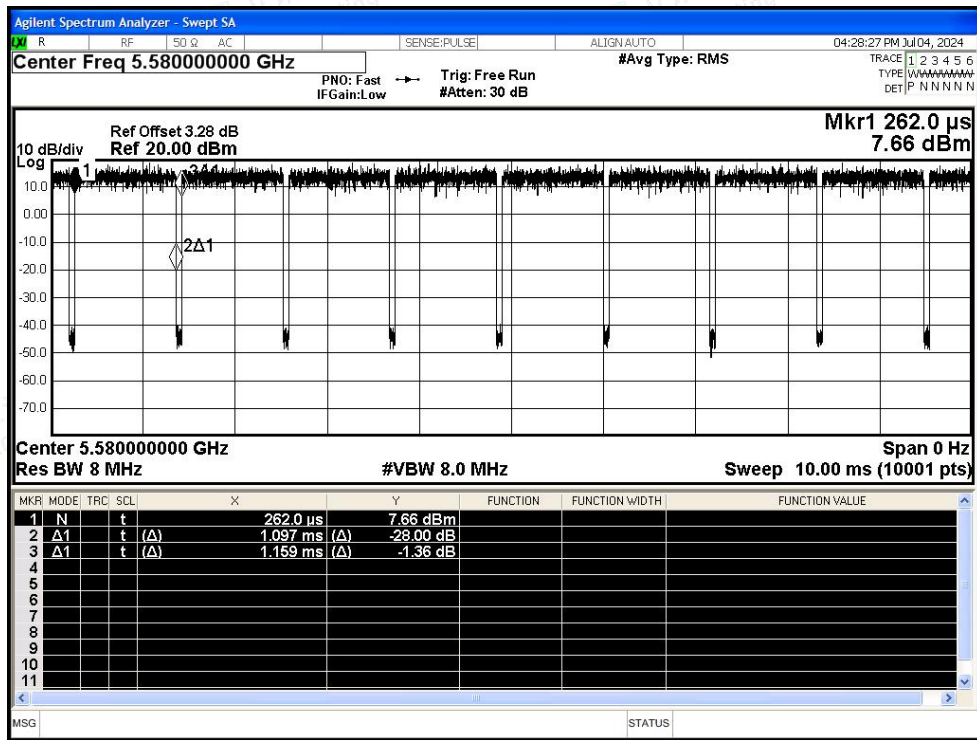 Agilent Spectrum Analyzer - Swept SA
LXI R RF 50 Ω AC SENSE:PULSE ALIGN AUTO 04:28:27 PM Jul 04, 2024
Center Freq 5.580000000 GHz #Avg Type: RMS TRACE 1 2 3 4 5 6
PNO: Fast Trig: Free Run TYPE WWWWWW
IFGain:Low #Atten: 30 dB DET P N N N N N
Mkr1 262.0 µs
Ref Offset 3.28 dB
10 dB/div Ref 20.00 dBm 7.66 dBm
Log
1
10.0
0.00
2Δ1
-10.0
-20.0
-30.0
-40.0
-50.0
-60.0
-70.0
Center 5.580000000 GHz Span 0 Hz
Res BW 8 MHz #VBW 8.0 MHz Sweep 10.00 ms (10001 pts)
MKR MODE TRC SCL X Y FUNCTION FUNCTION WIDTH FUNCTION VALUE
1 N t 262.0 µs 7.66 dBm
2 Δ1 t (Δ) 1.097 ms (Δ) -28.00 dB
3 Δ1 t (Δ) 1.159 ms (Δ) -1.36 dB
4
5
6
7
8
9
10
11
MSG STATUS